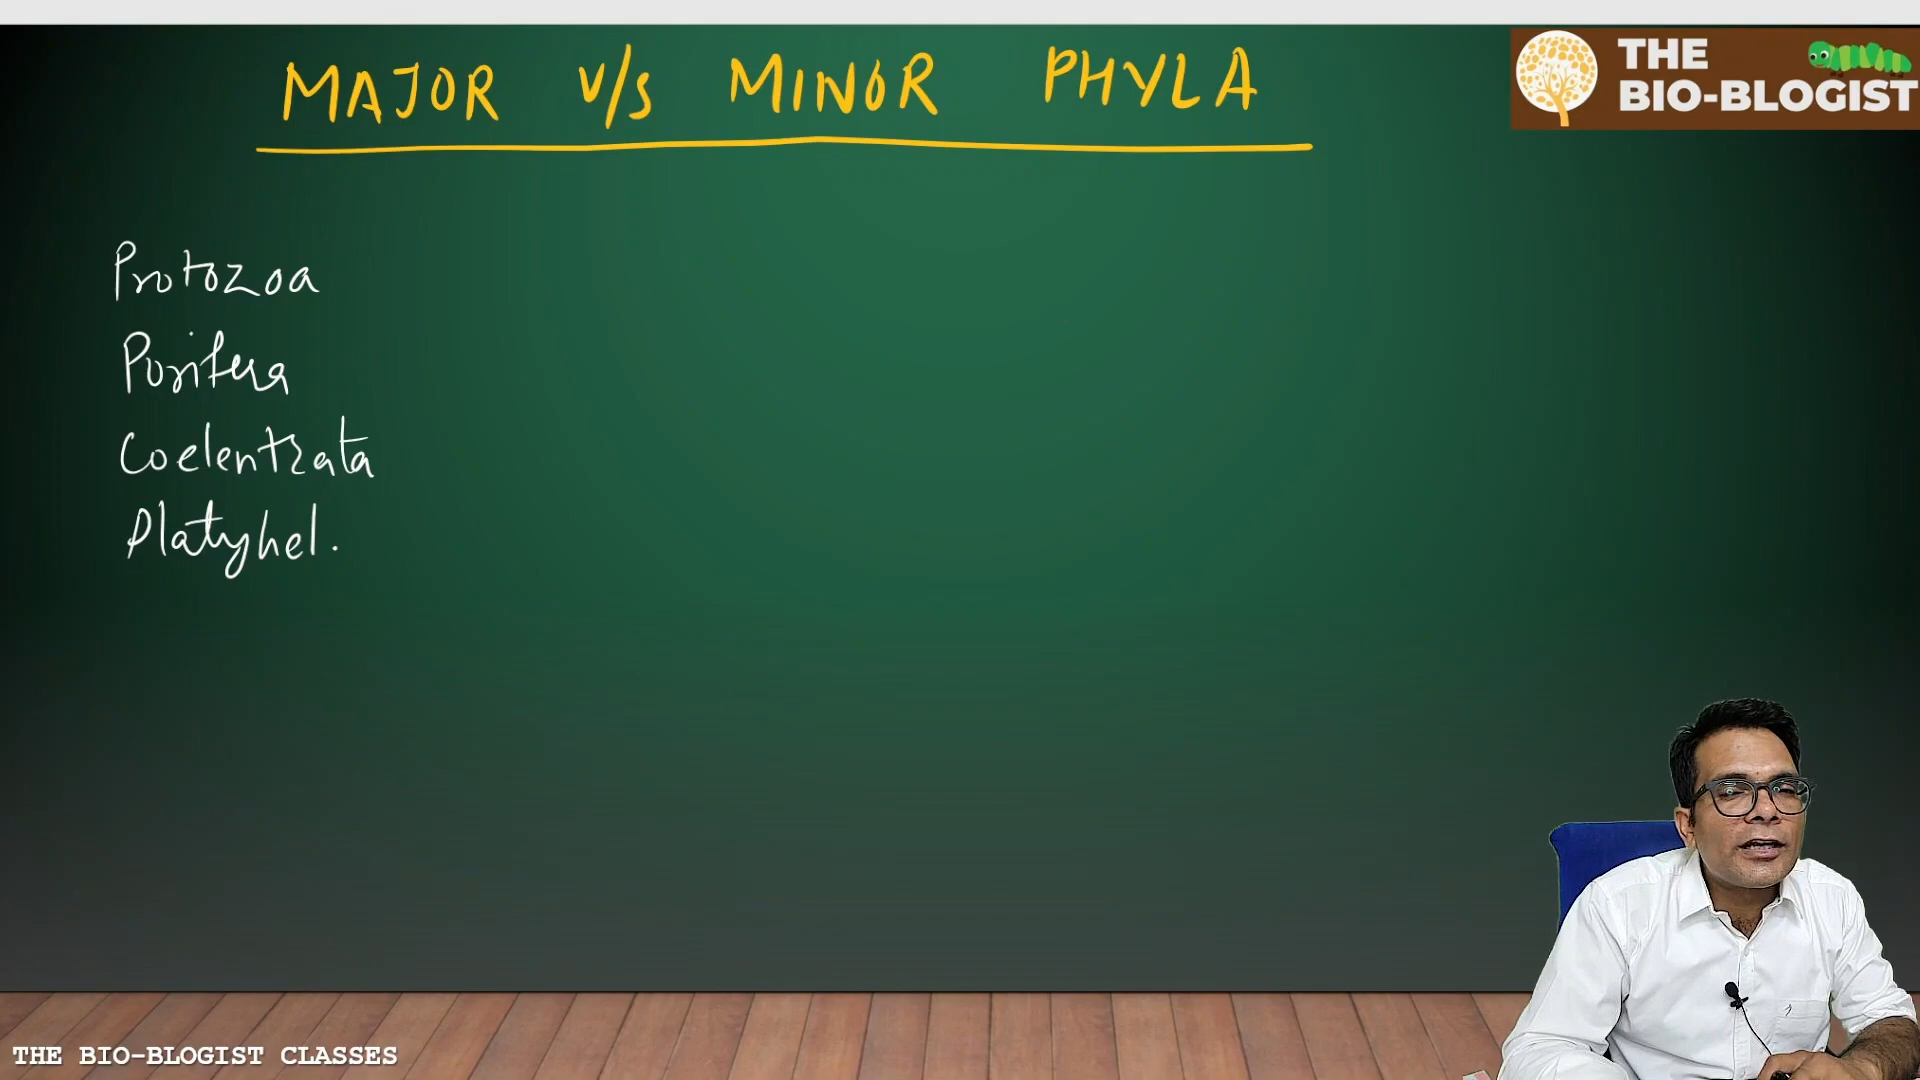 MAJOR V/S MINOR PHYLA
THE
BIO-BLOGIST
Protozoa
Porifera
Coelentrata
Platyhel.
THE BIO-BLOGIST CLASSES